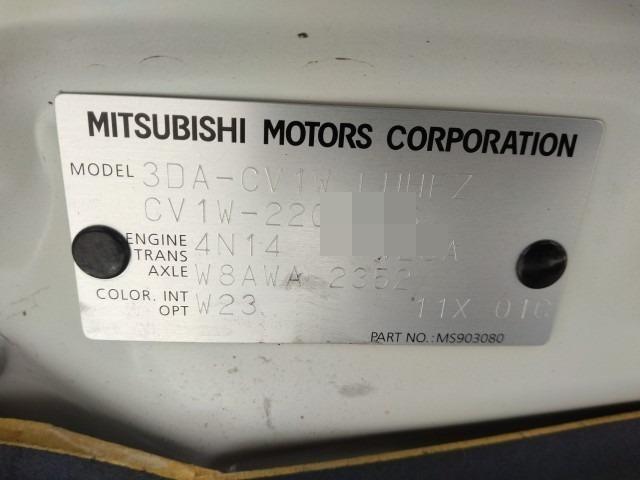 MITSUBISHI MOTORS CORPORATION
MODEL 3DA-CV1W LUHFZ
CV1W-220
ENGINE 4N14
TRANS
AXLE W8AWA 2352
COLOR. INT W23 11X 01C
OPT
PART NO.:MS903080